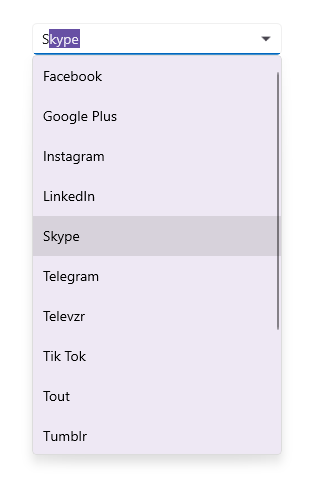 Skype
Facebook
Google Plus
Instagram
LinkedIn
Skype
Telegram
Televzr
Tik Tok
Tout
Tumblr